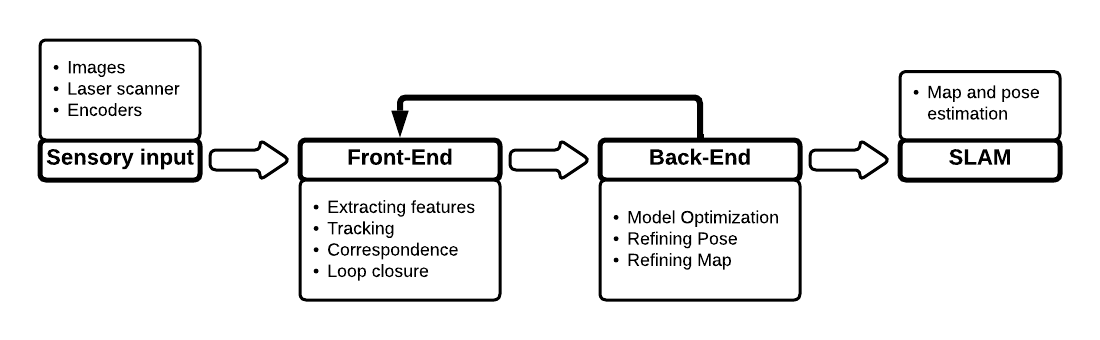 • Images
• Laser scanner
• Encoders
Sensory input
Front-End
• Extracting features
• Tracking
• Correspondence
• Loop closure
Back-End
• Model Optimization
• Refining Pose
• Refining Map
• Map and pose
estimation
SLAM